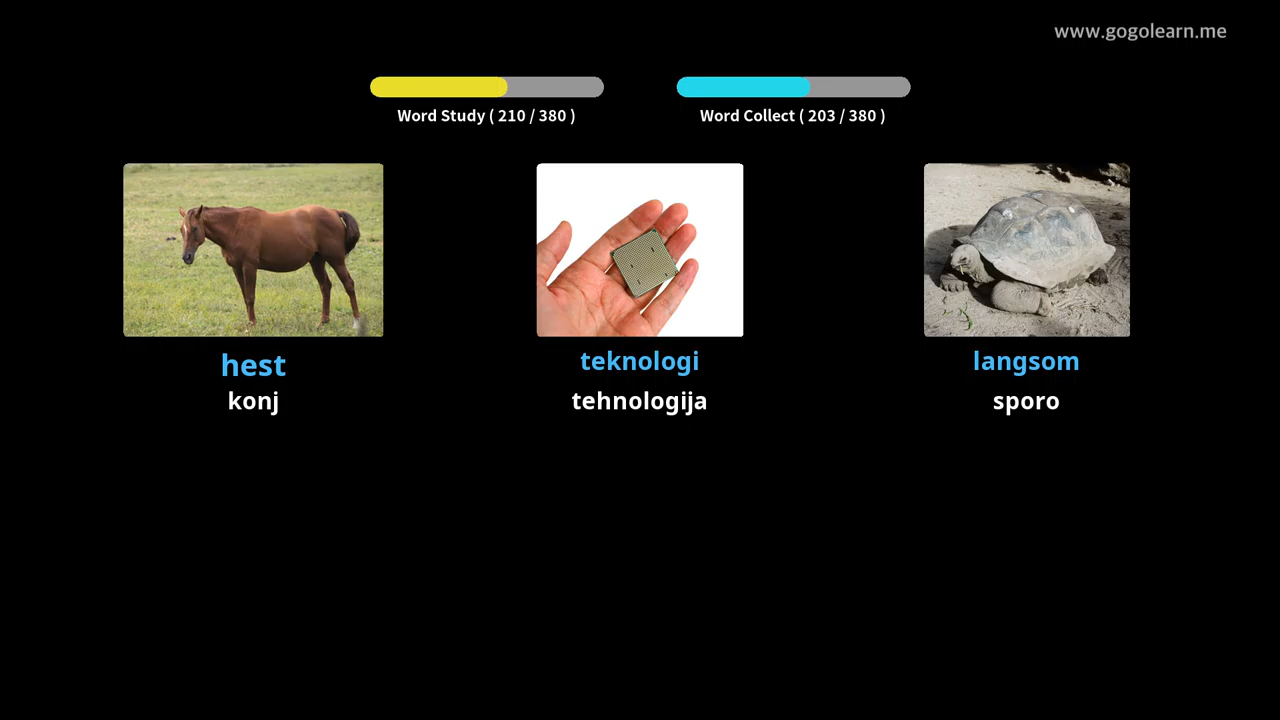 www.gogolearn.me
Word Study ( 210 / 380 )
Word Collect ( 203 / 380 )
hest
konj
teknologi
tehnologija
langsom
sporo